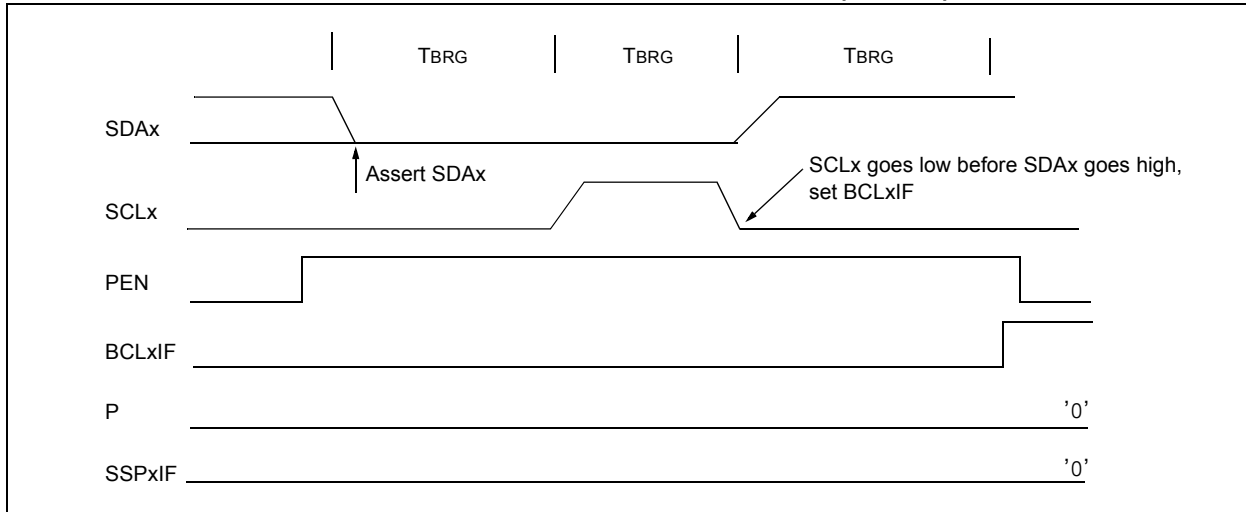 TBRG TBRG TBRG
SDAx
Assert SDAx
SCLx goes low before SDAx goes high,
set BCLxIF
SCLx
PEN
BCLxIF
P '0'
SSPxIF '0'